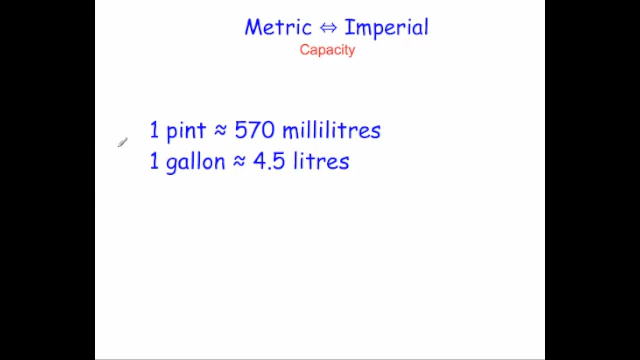 Metric ⇔ Imperial
Capacity
1 pint ≈ 570 millilitres
1 gallon ≈ 4.5 litres